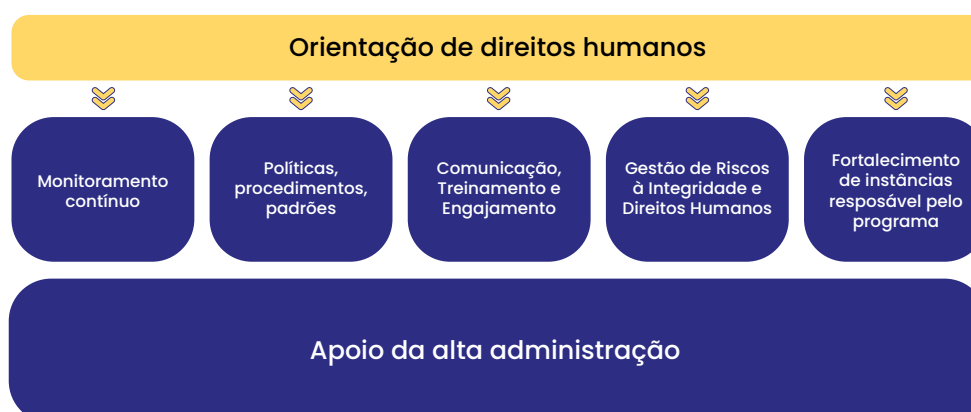 Orientação de direitos humanos
Monitoramento
contínuo
Políticas,
procedimentos,
padrões
Comunicação,
Treinamento e
Engajamento
Gestão de Riscos
à Integridade e
Direitos Humanos
Fortalecimento
de instâncias
resposável pelo
programa
Apoio da alta administração